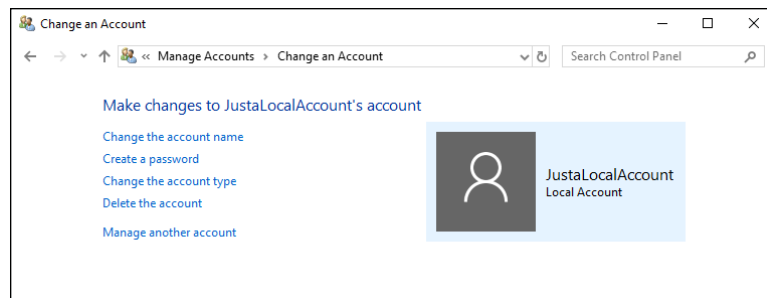 Change an Account
« Manage Accounts › Change an Account
Search Control Panel
Make changes to JustaLocalAccount's account
Change the account name
Create a password
Change the account type
Delete the account
Manage another account
JustaLocalAccount
Local Account